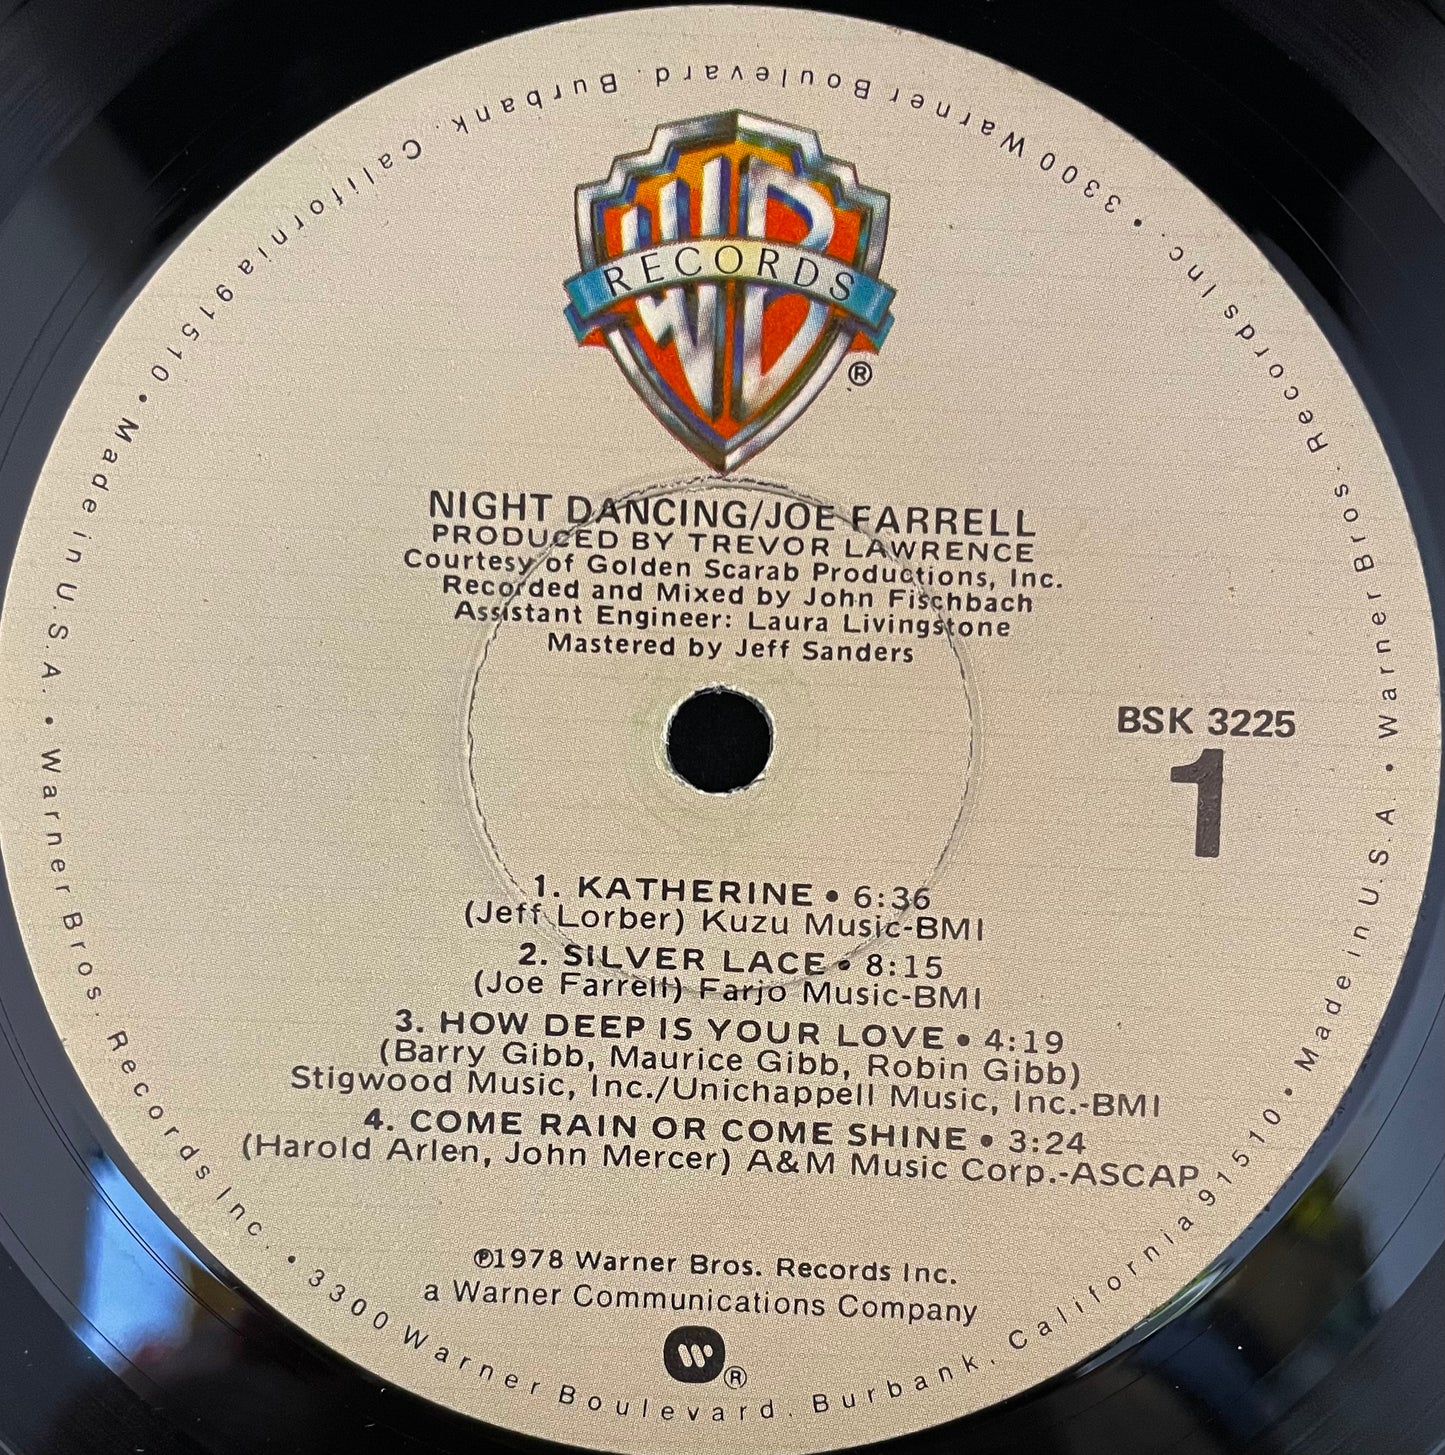 WB
RECORDS
®
NIGHT DANCING/JOE FARRELL
PRODUCED BY TREVOR LAWRENCE
Courtesy of Golden Scarab Productions, Inc.
Recorded and Mixed by John Fischbach
Assistant Engineer: Laura Livingstone
Mastered by Jeff Sanders
BSK 3225
1
1. KATHERINE • 6:36
(Jeff Lorber) Kuzu Music-BMI
2. SILVER LACE • 8:15
(Joe Farrell) Farjo Music-BMI
3. HOW DEEP IS YOUR LOVE • 4:19
(Barry Gibb, Maurice Gibb, Robin Gibb)
Stigwood Music, Inc./Unichappell Music, Inc.-BMI
4. COME RAIN OR COME SHINE • 3:24
(Harold Arlen, John Mercer) A&M Music Corp.-ASCAP
℗1978 Warner Bros. Records Inc.
a Warner Communications Company
®
Warner Bros. Records Inc. • 3300 Warner Boulevard. Burbank. California 91510 • Made in U.S.A. • Warner Bros. Records Inc. • 3300 Warner Boulevard. Burbank. California 91510 • Made in U.S.A. •